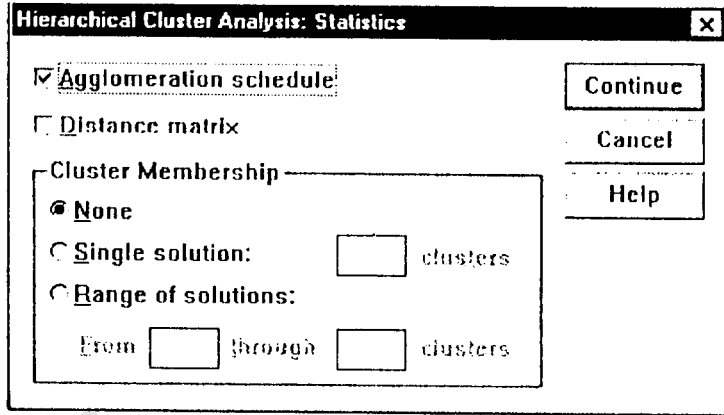 Hierarchical Cluster Analysis: Statistics
Agglomeration schedule
Continue
Distance matrix
Cancel
Cluster Membership
Help
None
Single solution: clusters
Range of solutions:
From through clusters